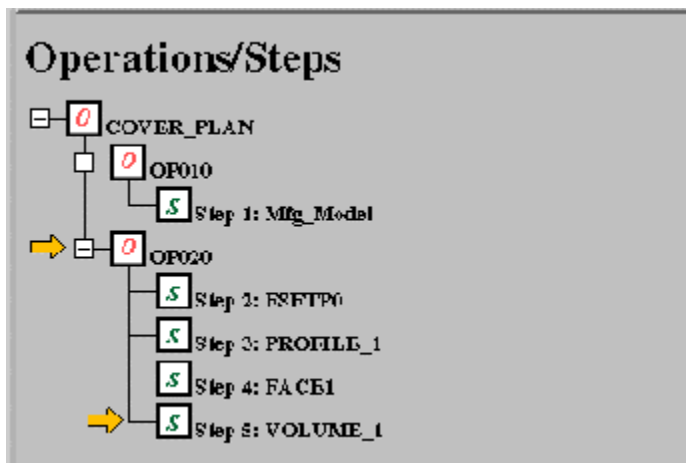 Operations/Steps
O COVER_PLAN
O OP010
S Step 1: Mfg_Model
O OP020
S Step 2: FSETP0
S Step 3: PROFILE_1
S Step 4: FACE1
S Step 5: VOLUME_1